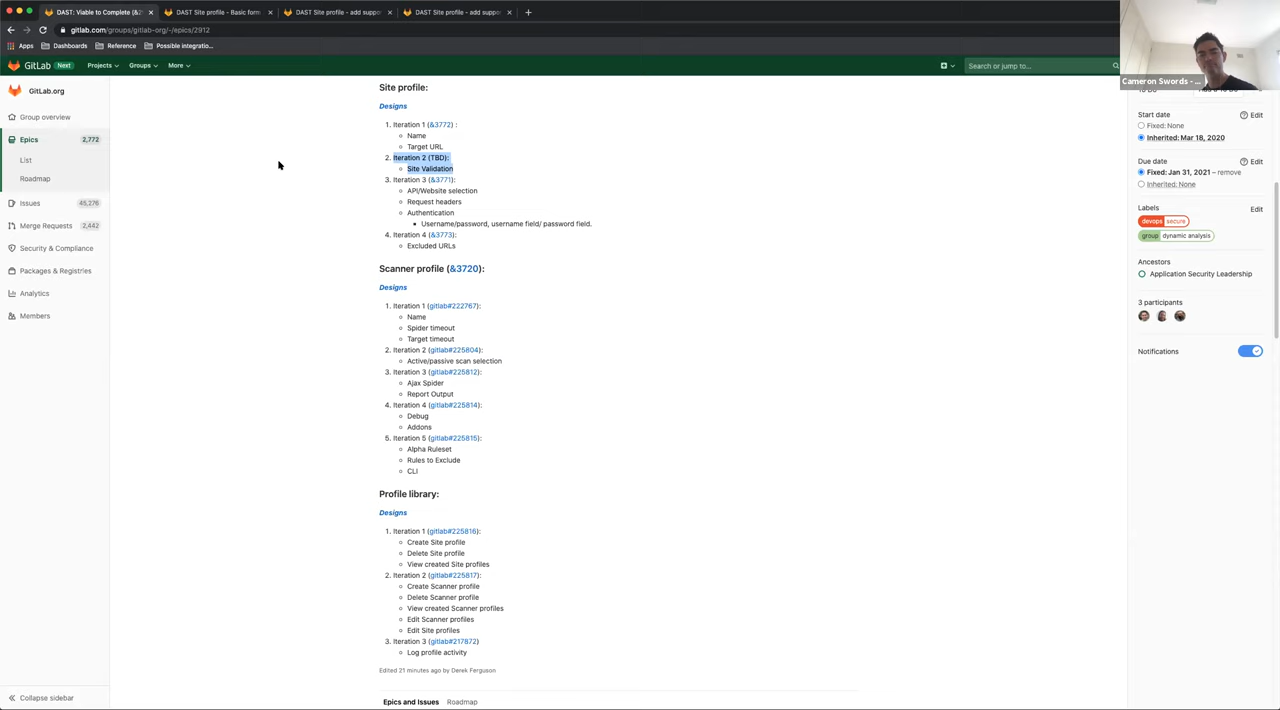 DAST: Viable to Complete (&2
DAST Site profile - Basic form
DAST Site profile - add suppo
DAST Site profile - add suppo
gitlab.com/groups/gitlab-org/-/epics/2912
Apps Dashboards Reference Possible integratio...
GitLab Next Projects Groups More Search or jump to...
Cameron Swords - ...
GitLab.org
Group overview
Epics 2,772
List
Roadmap
Issues 45,276
Merge Requests 2,442
Security & Compliance
Packages & Registries
Analytics
Members
Collapse sidebar
Site profile:
Designs
1. Iteration 1 (&3772) :
Name
Target URL
2. Iteration 2 (TBD):
Site Validation
3. Iteration 3 (&3771):
API/Website selection
Request headers
Authentication
Username/password, username field/ password field.
4. Iteration 4 (&3773):
Excluded URLs
Scanner profile (&3720):
Designs
1. Iteration 1 (gitlab#222767):
Name
Spider timeout
Target timeout
2. Iteration 2 (gitlab#225804):
Active/passive scan selection
3. Iteration 3 (gitlab#225812):
Ajax Spider
Report Output
4. Iteration 4 (gitlab#225814):
Debug
Addons
5. Iteration 5 (gitlab#225815):
Alpha Ruleset
Rules to Exclude
CLI
Profile library:
Designs
1. Iteration 1 (gitlab#225816):
Create Site profile
Delete Site profile
View created Site profiles
2. Iteration 2 (gitlab#225817):
Create Scanner profile
Delete Scanner profile
View created Scanner profiles
Edit Scanner profiles
Edit Site profiles
3. Iteration 3 (gitlab#217872)
Log profile activity
Edited 21 minutes ago by Derek Ferguson
Epics and Issues Roadmap
Start date Edit
Fixed: None
Inherited: Mar 18, 2020
Due date Edit
Fixed: Jan 31, 2021 – remove
Inherited: None
Labels Edit
devops secure
group dynamic analysis
Ancestors
Application Security Leadership
3 participants
Notifications